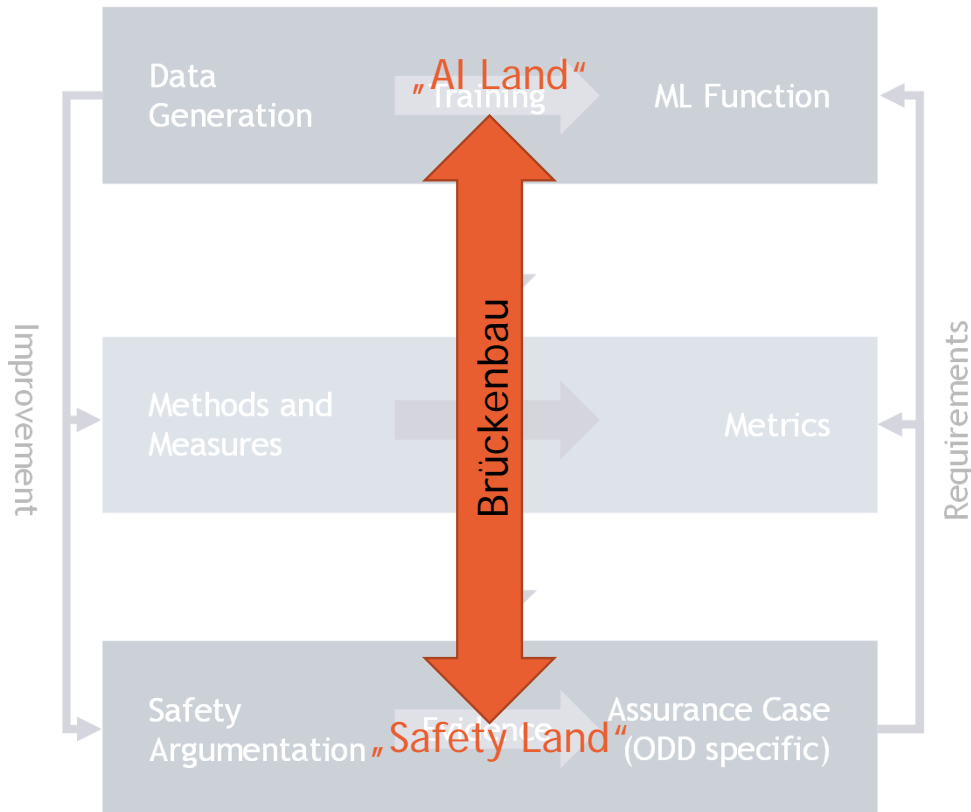 Data
Generation
Training
ML Function
„AI Land“
Improvement
Brückenbau
Methods and
Measures
Metrics
Requirements
Safety
Argumentation
Evidence
Assurance Case
(ODD specific)
„Safety Land“